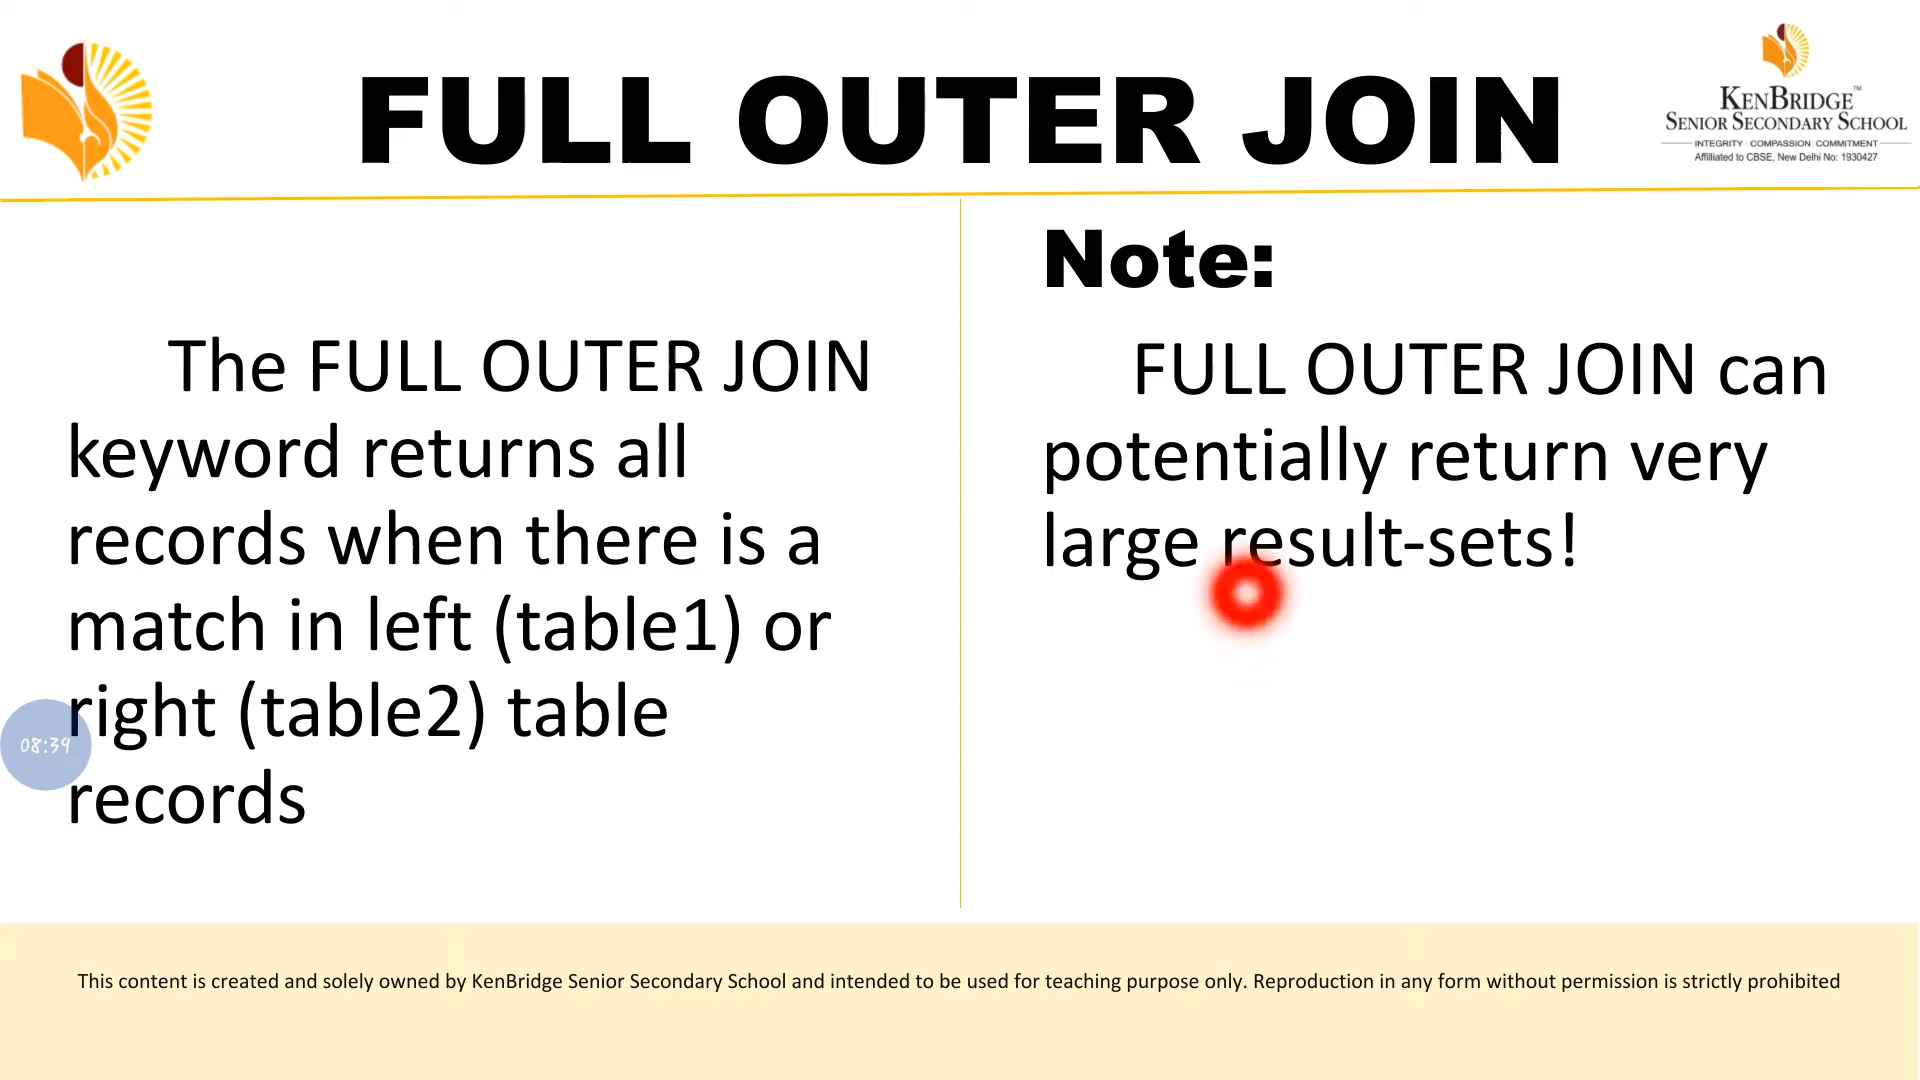 FULL OUTER JOIN
KENBRIDGE™
SENIOR SECONDARY SCHOOL
INTEGRITY | COMPASSION | COMMITMENT
Affiliated to CBSE, New Delhi No: 1930427
The FULL OUTER JOIN
keyword returns all
records when there is a
match in left (table1) or
right (table2) table
records
08:39
Note:
FULL OUTER JOIN can
potentially return very
large result-sets!
This content is created and solely owned by KenBridge Senior Secondary School and intended to be used for teaching purpose only. Reproduction in any form without permission is strictly prohibited